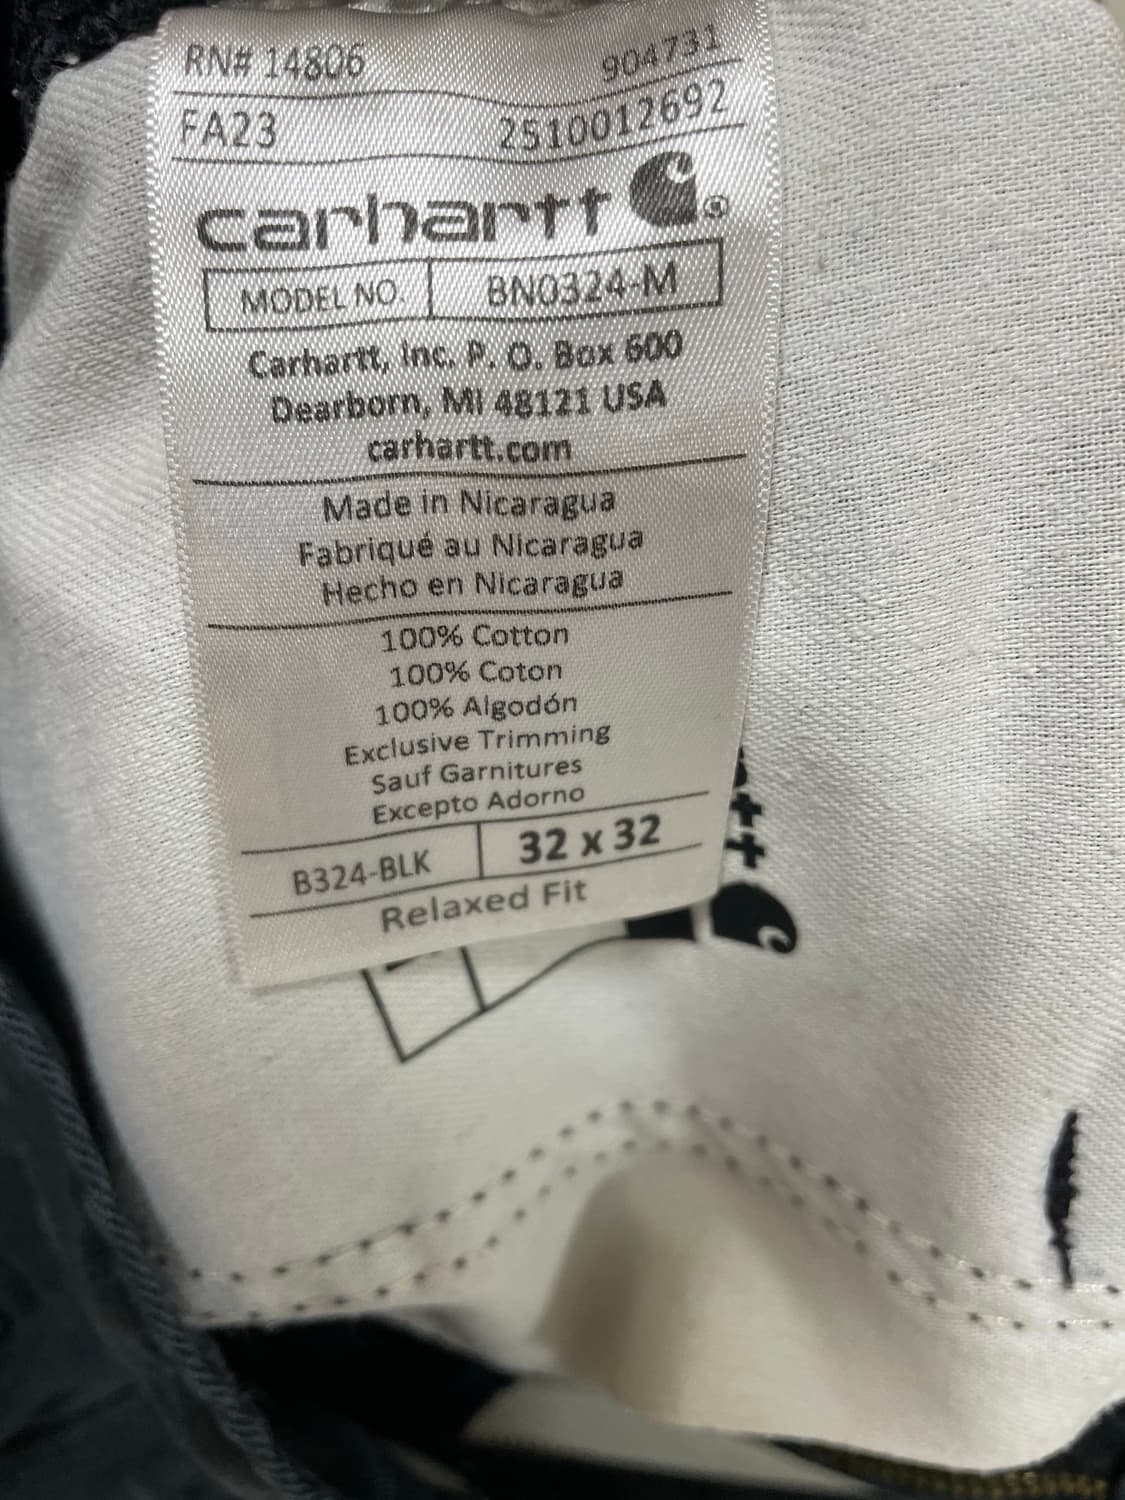 RN# 14806 904731
FA23 2510012692
carhartt ®
MODEL NO. BN0324-M
Carhartt, Inc. P. O. Box 600
Dearborn, MI 48121 USA
carhartt.com
Made in Nicaragua
Fabriqué au Nicaragua
Hecho en Nicaragua
100% Cotton
100% Coton
100% Algodón
Exclusive Trimming
Sauf Garnitures
Excepto Adorno
B324-BLK 32 x 32
Relaxed Fit